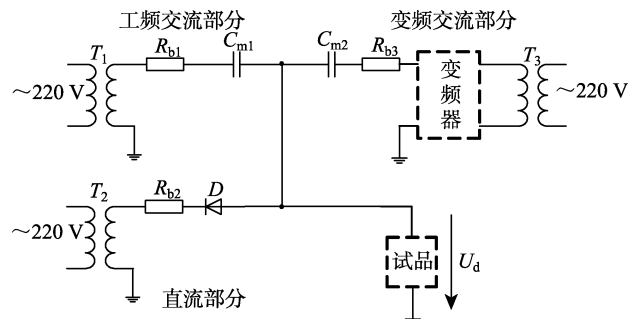 工频交流部分
变频交流部分
T1
Rb1
Cm1
Cm2
Rb3
变频器
T3
~220 V
~220 V
T2
Rb2
D
~220 V
试品
Ud
直流部分